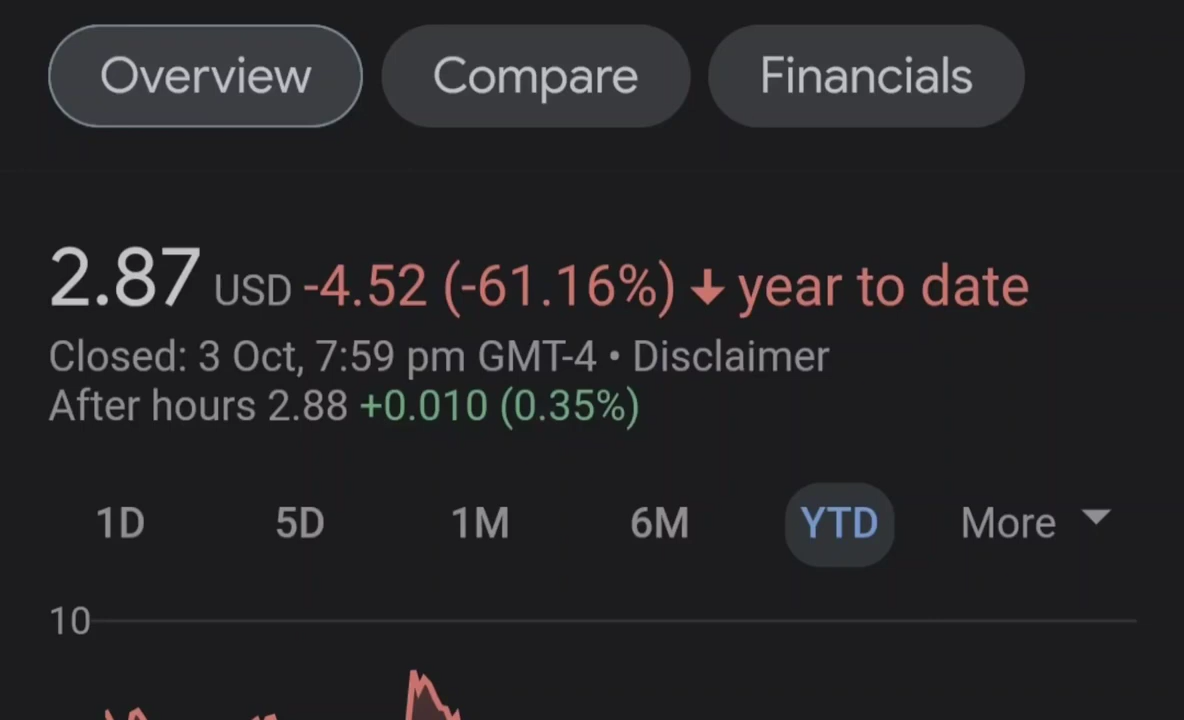 Overview Compare Financials
2.87 USD -4.52 (-61.16%) ↓ year to date
Closed: 3 Oct, 7:59 pm GMT-4 • Disclaimer
After hours 2.88 +0.010 (0.35%)
1D 5D 1M 6M YTD More
10